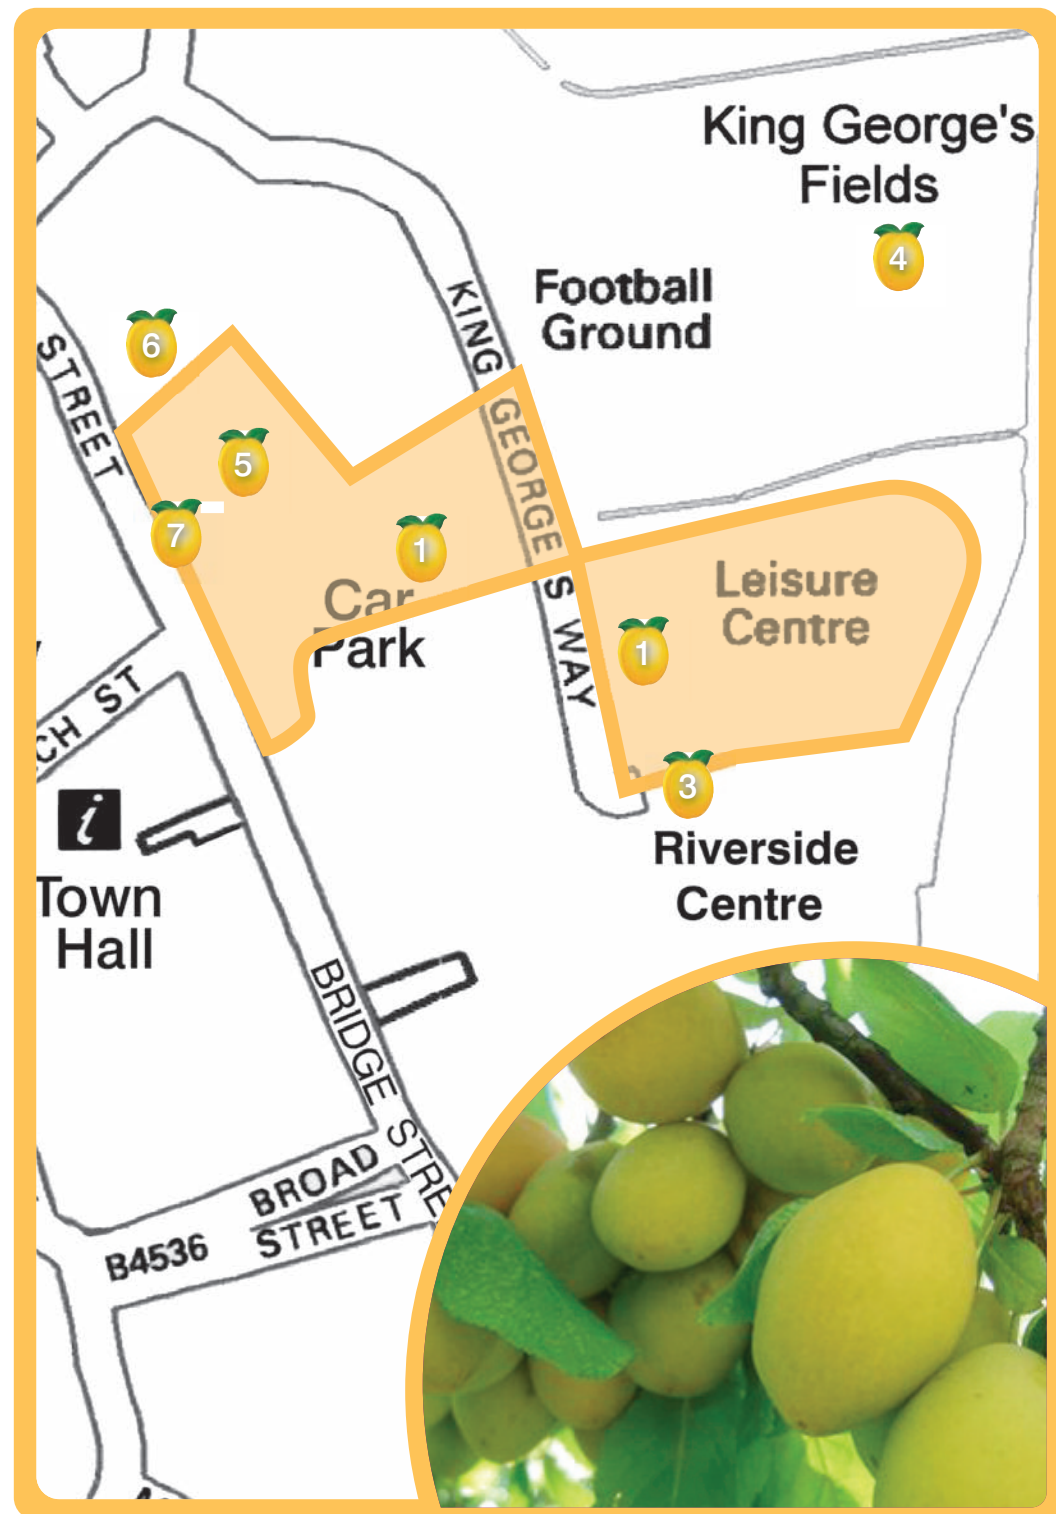 King George's
Fields
4
Football
Ground
KING GEORGE'S WAY
6
STREET
5
7
1
Car
Park
Leisure
Centre
1
3
Riverside
Centre
CH ST
i
Town
Hall
BRIDGE STRE
BROAD
STREET
B4536